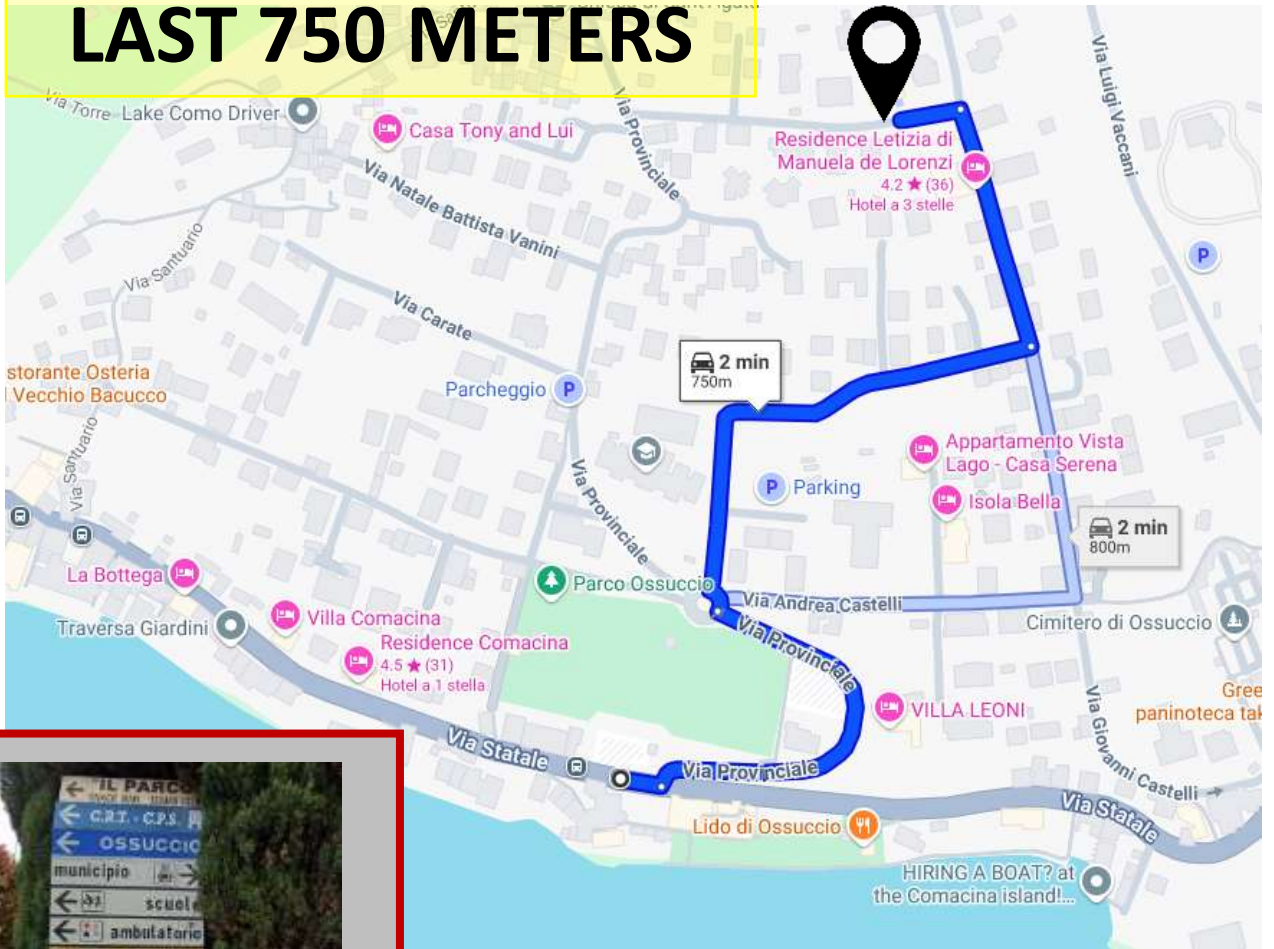 LAST 750 METERS
Via Torre
Lake Como Driver
Casa Tony and Lui
Via Provinciale
Residence Letizia di
Manuela de Lorenzi
4.2 ★ (36)
Hotel a 3 stelle
Via Luigi Vaccani
P
Via Natale Battista Vanini
Via Santuario
Via Carate
storante Osteria
Vecchio Bacucco
Parcheggio P
2 min
750m
Via Santuario
Via Provinciale
P Parking
Appartamento Vista
Lago - Casa Serena
Isola Bella
2 min
800m
La Bottega
Parco Ossuccio
Via Andrea Castelli
Traversa Giardini
Villa Comacina
Residence Comacina
4.5 ★ (31)
Hotel a 1 stella
Via Provinciale
Cimitero di Ossuccio
VILLA LEONI
Gree
paninoteca tak
Via Statale
Via Provinciale
Via Giovanni Castelli →
Via Statale
Lido di Ossuccio
HIRING A BOAT? at
the Comacina island!...
← IL PARCO
← C.R.T. - C.P.S.
← OSSUCCIO
municipio →
← scuole
← ambulatorio